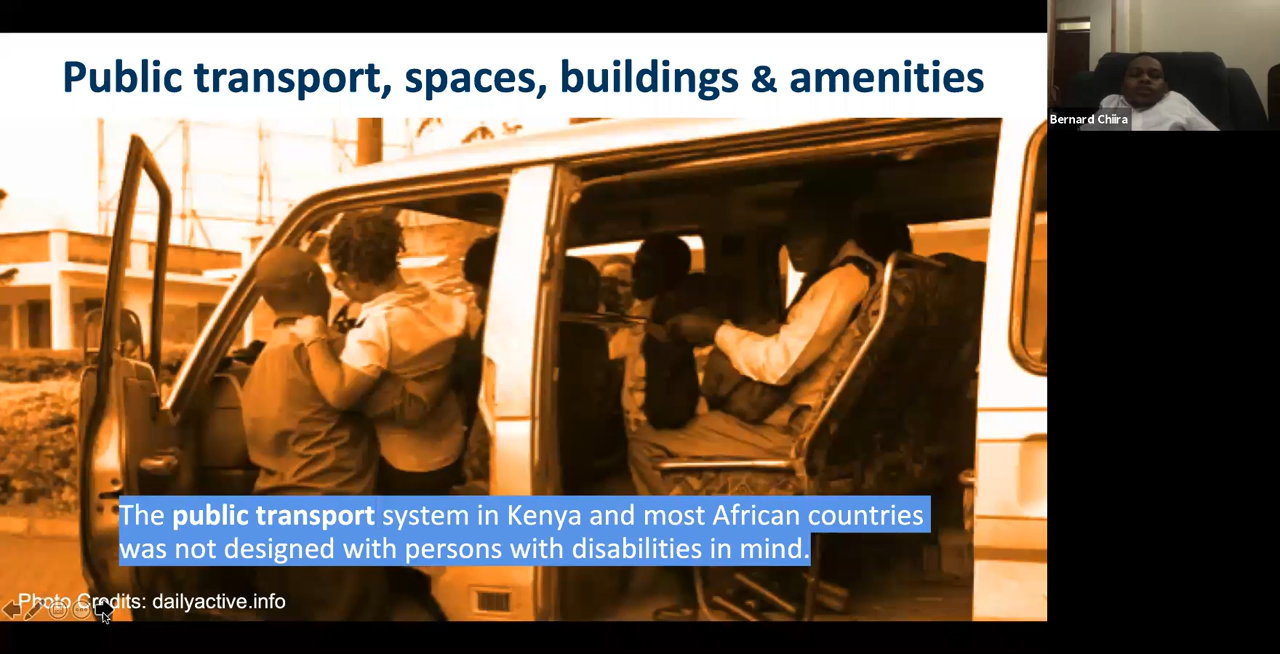 Public transport, spaces, buildings & amenities
Bernard Chiira
The public transport system in Kenya and most African countries
was not designed with persons with disabilities in mind.
Photo Credits: dailyactive.info